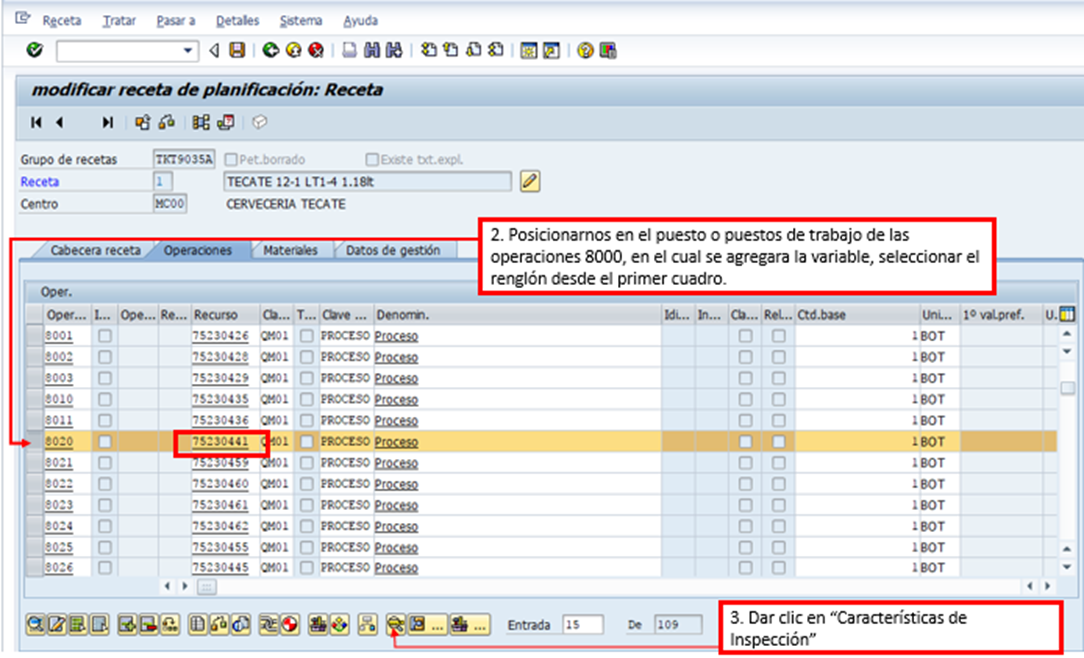 Receta Tratar Pasar a Detalles Sistema Ayuda
modificar receta de planificación: Receta
Grupo de recetas TKT9035A Pet.borrado Existe txt.expl.
Receta 1 TECATE 12-1 LT1-4 1.18lt
Centro MC00 CERVECERIA TECATE
2. Posicionarnos en el puesto o puestos de trabajo de las
operaciones 8000, en el cual se agregara la variable, seleccionar el
renglón desde el primer cuadro.
Cabecera receta Operaciones Materiales Datos de gestión
Oper.
Oper... I... Ope... Re... Recurso Cla... T... Clave ... Denomin. Idi... In... Cla... Rel... Ctd.base Uni... 1º val.pref. U.
8001 75230426 QM01 PROCESO Proceso 1 BOT
8002 75230428 QM01 PROCESO Proceso 1 BOT
8003 75230429 QM01 PROCESO Proceso 1 BOT
8010 75230435 QM01 PROCESO Proceso 1 BOT
8011 75230436 QM01 PROCESO Proceso 1 BOT
8020 75230441 QM01 PROCESO Proceso 1 BOT
8021 75230459 QM01 PROCESO Proceso 1 BOT
8022 75230460 QM01 PROCESO Proceso 1 BOT
8023 75230461 QM01 PROCESO Proceso 1 BOT
8024 75230462 QM01 PROCESO Proceso 1 BOT
8025 75230455 QM01 PROCESO Proceso 1 BOT
8026 75230445 QM01 PROCESO Proceso 1 BOT
Entrada 15 De 109
3. Dar clic en “Características de
Inspección”